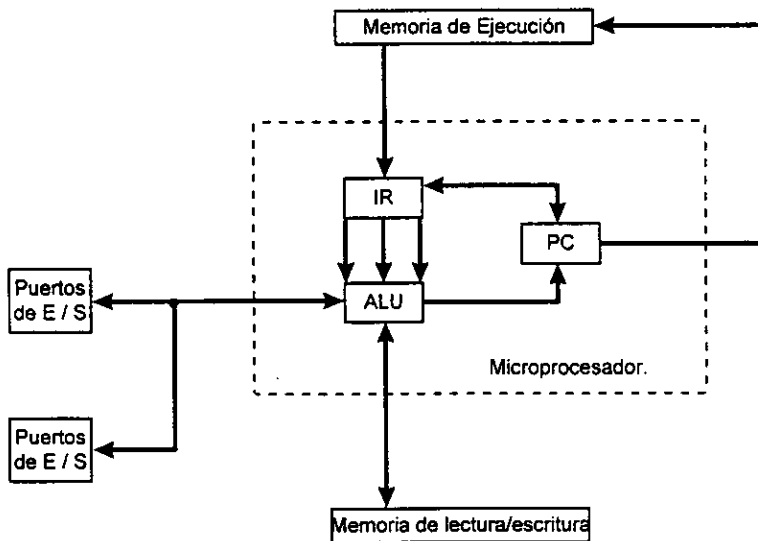 Memoria de Ejecución
IR
PC
Puertos
de E / S
ALU
Microprocesador.
Puertos
de E / S
Memoria de lectura/escritura